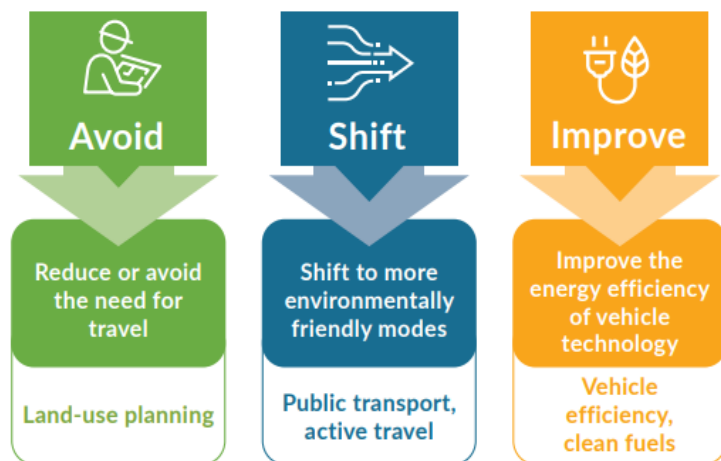 Avoid
Reduce or avoid
the need for
travel
Land-use planning
Shift
Shift to more
environmentally
friendly modes
Public transport,
active travel
Improve
Improve the
energy efficiency
of vehicle
technology
Vehicle
efficiency,
clean fuels